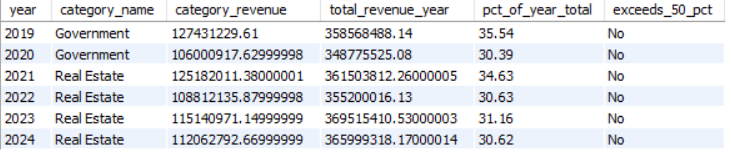 year category_name category_revenue total_revenue_year pct_of_year_total exceeds_50_pct
2019 Government 127431229.61 358568488.14 35.54 No
2020 Government 106000917.62999998 348775525.08 30.39 No
2021 Real Estate 125182011.38000001 361503812.26000005 34.63 No
2022 Real Estate 108812135.87999998 355200016.13 30.63 No
2023 Real Estate 115140971.14999999 369515410.53000003 31.16 No
2024 Real Estate 112062792.66999999 365999318.17000014 30.62 No